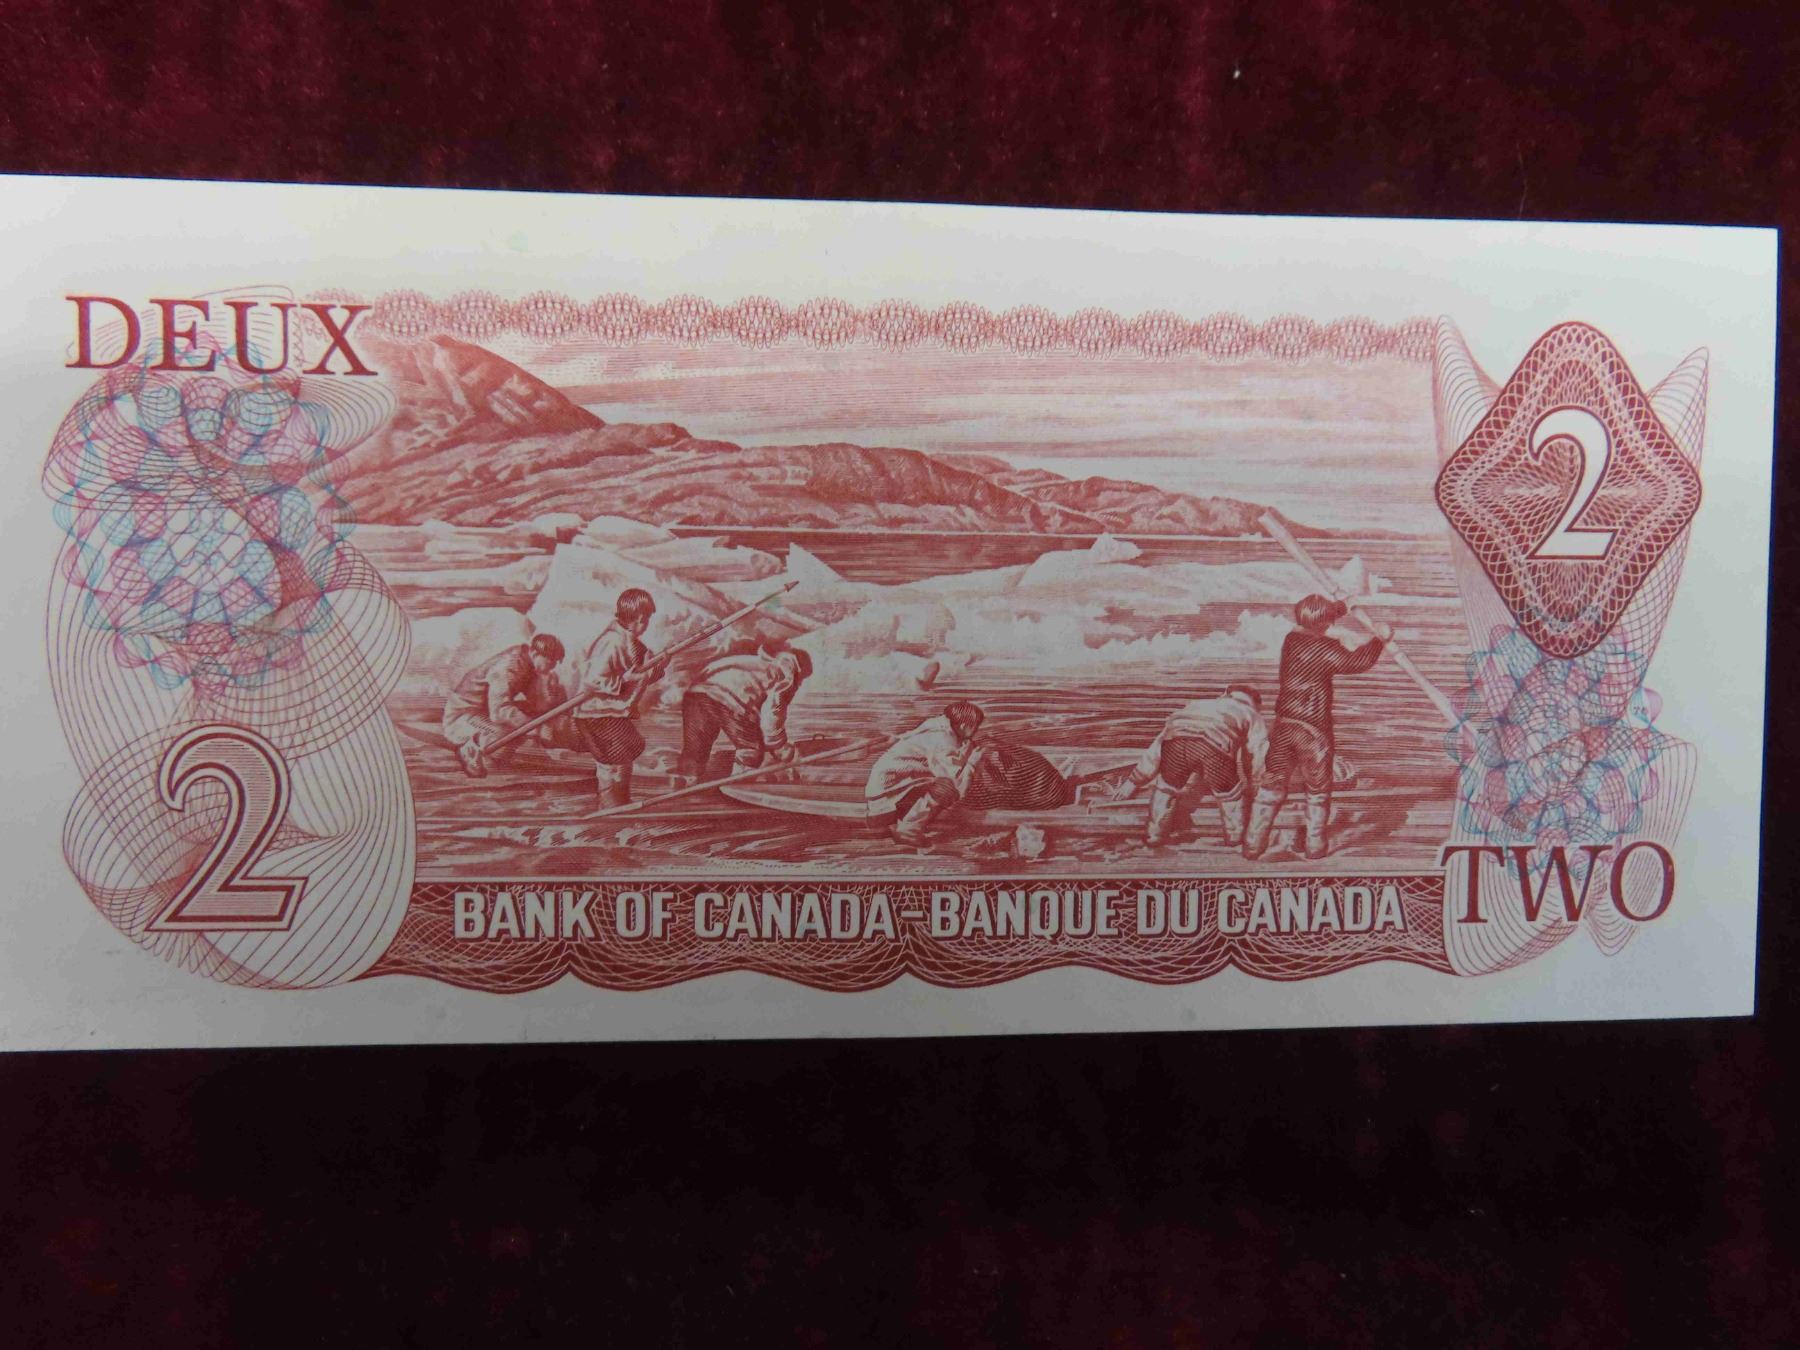 DEUX
2
2
BANK OF CANADA-BANQUE DU CANADA
TWO